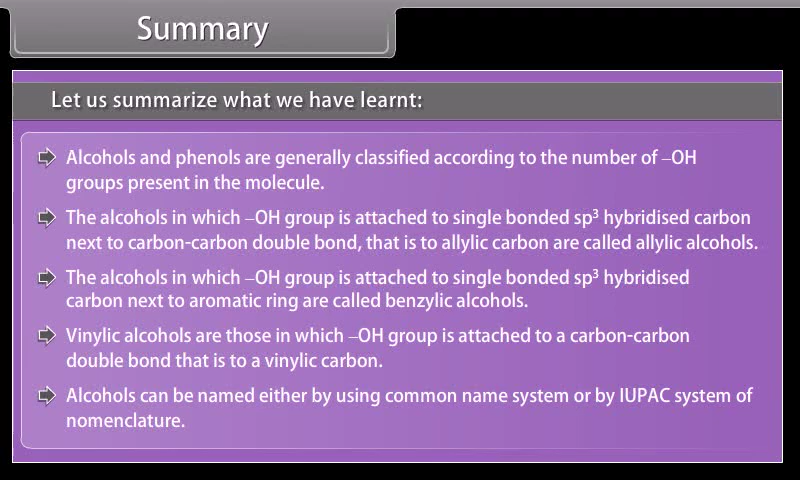 Summary
Let us summarize what we have learnt:
Alcohols and phenols are generally classified according to the number of –OH
groups present in the molecule.
The alcohols in which –OH group is attached to single bonded sp³ hybridised carbon
next to carbon-carbon double bond, that is to allylic carbon are called allylic alcohols.
The alcohols in which –OH group is attached to single bonded sp³ hybridised
carbon next to aromatic ring are called benzylic alcohols.
Vinylic alcohols are those in which –OH group is attached to a carbon-carbon
double bond that is to a vinylic carbon.
Alcohols can be named either by using common name system or by IUPAC system of
nomenclature.